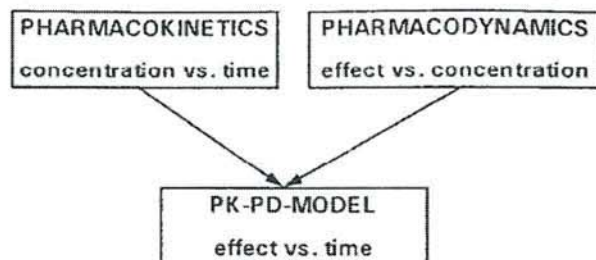 PHARMACOKINETICS
concentration vs. time
PHARMACODYNAMICS
effect vs. concentration
PK-PD-MODEL
effect vs. time